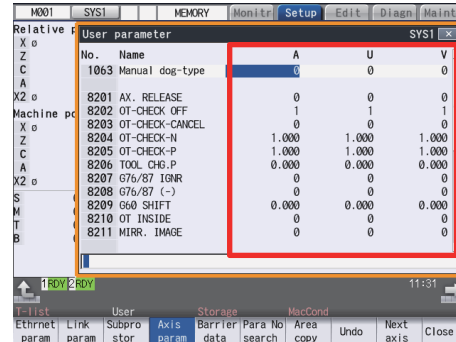 M001 SYS1 MEMORY Monitr Setup Edit Diagn Maint
Relative
X ø
Z
C
A
X2 ø
Machine
X ø
Z
C
A
X2 ø
S
M
T
B
User parameter SYS1
No. Name A U V
1063 Manual dog-type 0 0 0
8201 AX. RELEASE 0 0 0
8202 OT-CHECK OFF 1 1 1
8203 OT-CHECK-CANCEL 0 0 0
8204 OT-CHECK-N 1.000 1.000 1.000
8205 OT-CHECK-P 1.000 1.000 1.000
8206 TOOL CHG.P 0.000 0.000 0.000
8207 G76/87 IGNR 0 0 0
8208 G76/87 (-) 0 0 0
8209 G60 SHIFT 0.000 0.000 0.000
8210 OT INSIDE 0 0 0
8211 MIRR. IMAGE 0 0 0
1RDY 2RDY 11:31
T-list User Storage MacCond
Ethrnet param Link param Subpro stor Axis param Barrier data Para No search Area copy Undo Next axis Close